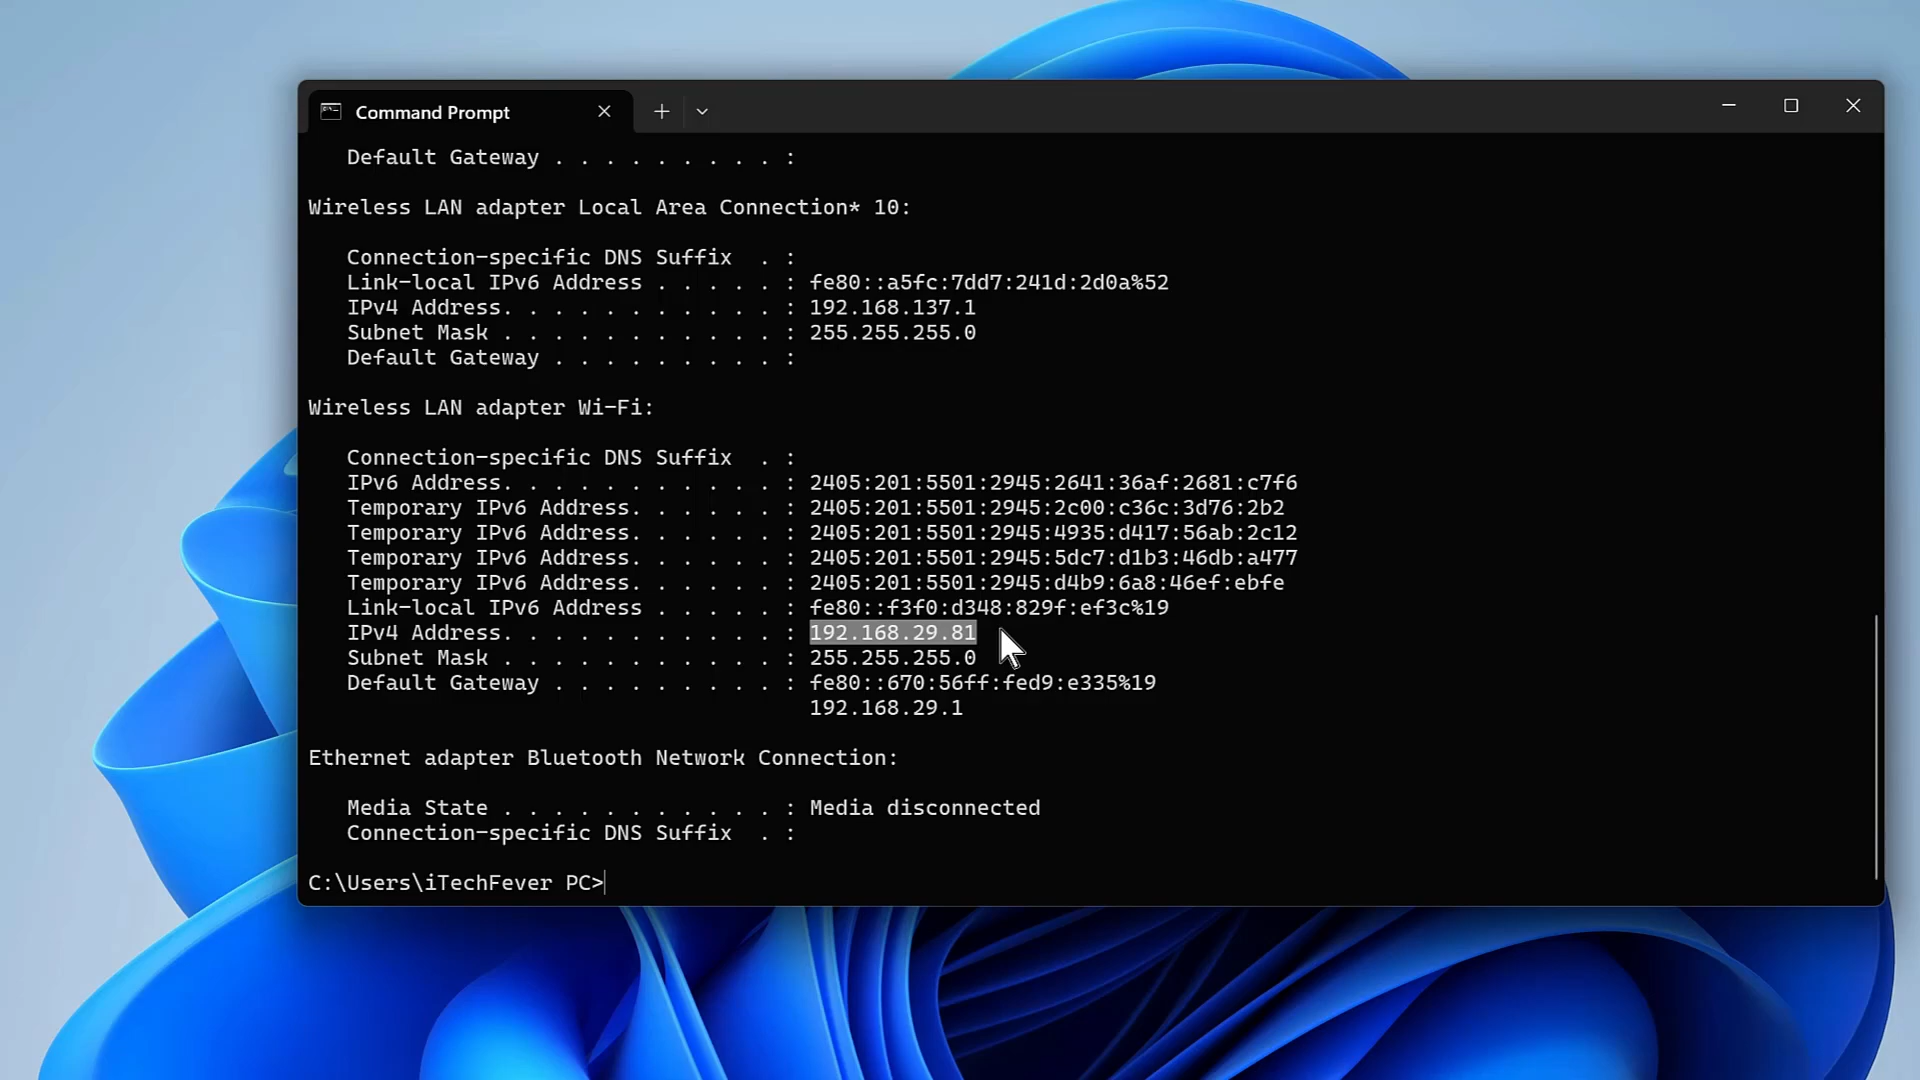 Command Prompt
Default Gateway . . . . . . . . . :
Wireless LAN adapter Local Area Connection* 10:
Connection-specific DNS Suffix  . :
Link-local IPv6 Address . . . . . : fe80::a5fc:7dd7:241d:2d0a%52
IPv4 Address. . . . . . . . . . . : 192.168.137.1
Subnet Mask . . . . . . . . . . . : 255.255.255.0
Default Gateway . . . . . . . . . :
Wireless LAN adapter Wi-Fi:
Connection-specific DNS Suffix  . :
IPv6 Address. . . . . . . . . . . : 2405:201:5501:2945:2641:36af:2681:c7f6
Temporary IPv6 Address. . . . . . : 2405:201:5501:2945:2c00:c36c:3d76:2b2
Temporary IPv6 Address. . . . . . : 2405:201:5501:2945:4935:d417:56ab:2c12
Temporary IPv6 Address. . . . . . : 2405:201:5501:2945:5dc7:d1b3:46db:a477
Temporary IPv6 Address. . . . . . : 2405:201:5501:2945:d4b9:6a8:46ef:ebfe
Link-local IPv6 Address . . . . . : fe80::f3f0:d348:829f:ef3c%19
IPv4 Address. . . . . . . . . . . : 192.168.29.81
Subnet Mask . . . . . . . . . . . : 255.255.255.0
Default Gateway . . . . . . . . . : fe80::670:56ff:fed9:e335%19
192.168.29.1
Ethernet adapter Bluetooth Network Connection:
Media State . . . . . . . . . . . : Media disconnected
Connection-specific DNS Suffix  . :
C:\Users\iTechFever PC>